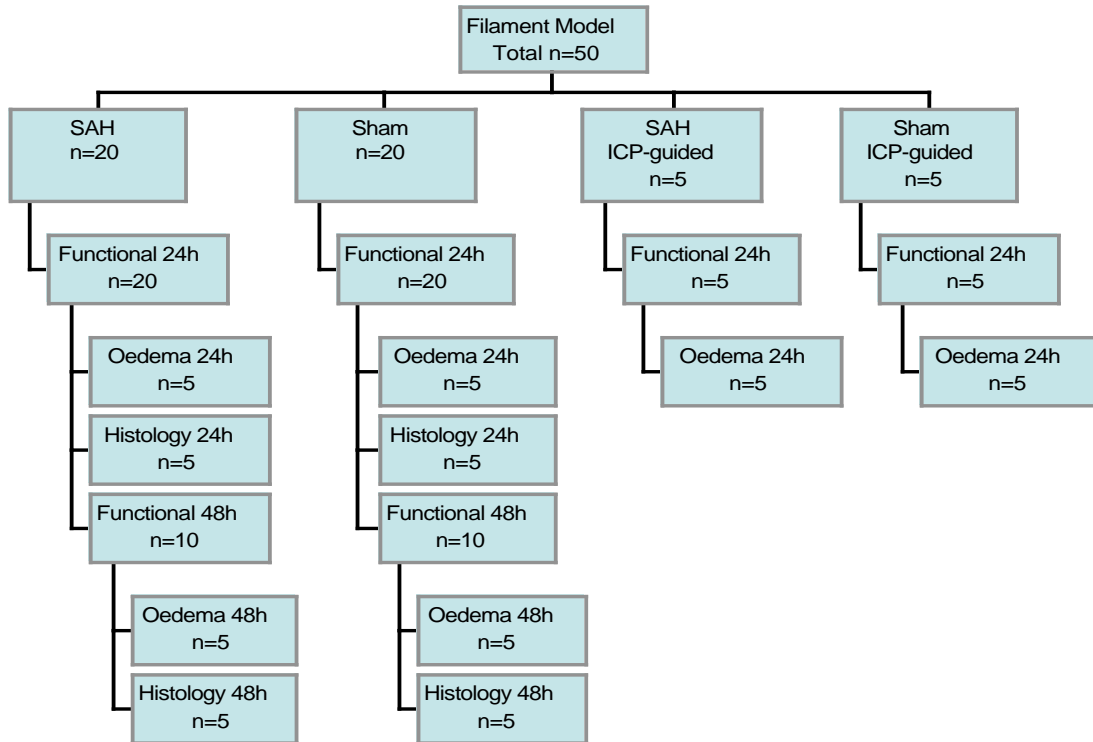 Filament Model
Total n=50
SAH
n=20
Sham
n=20
SAH
ICP-guided
n=5
Sham
ICP-guided
n=5
Functional 24h
n=20
Functional 24h
n=20
Functional 24h
n=5
Functional 24h
n=5
Oedema 24h
n=5
Oedema 24h
n=5
Oedema 24h
n=5
Oedema 24h
n=5
Histology 24h
n=5
Histology 24h
n=5
Functional 48h
n=10
Functional 48h
n=10
Oedema 48h
n=5
Oedema 48h
n=5
Histology 48h
n=5
Histology 48h
n=5